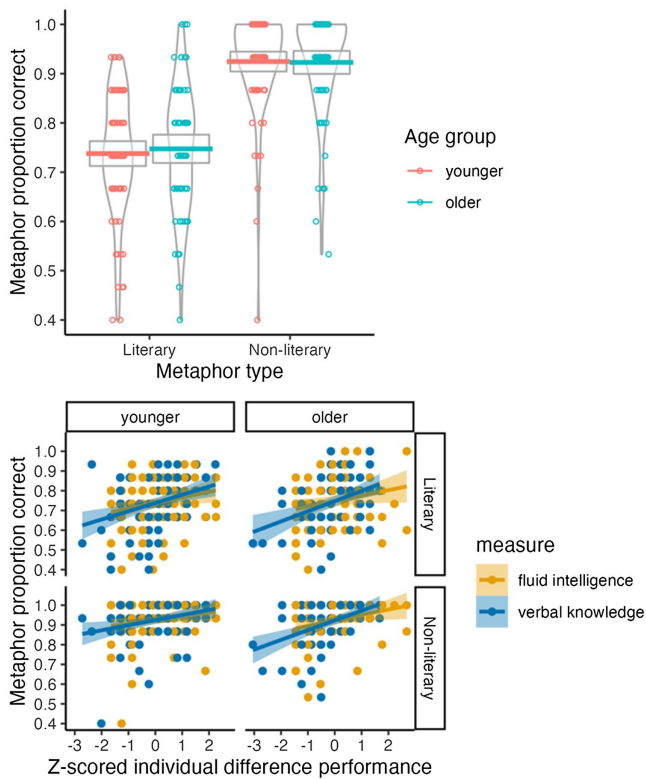 Metaphor proportion correct
1.0
0.9
0.8
0.7
0.6
0.5
0.4
Literary
Non-literary
Metaphor type
Age group
younger
older
younger
older
Metaphor proportion correct
1.0
0.9
0.8
0.7
0.6
0.5
0.4
Literary
Metaphor proportion correct
1.0
0.9
0.8
0.7
0.6
0.5
0.4
Non-literary
-3 -2 -1 0 1 2
-3 -2 -1 0 1 2
Z-scored individual difference performance
measure
fluid intelligence
verbal knowledge